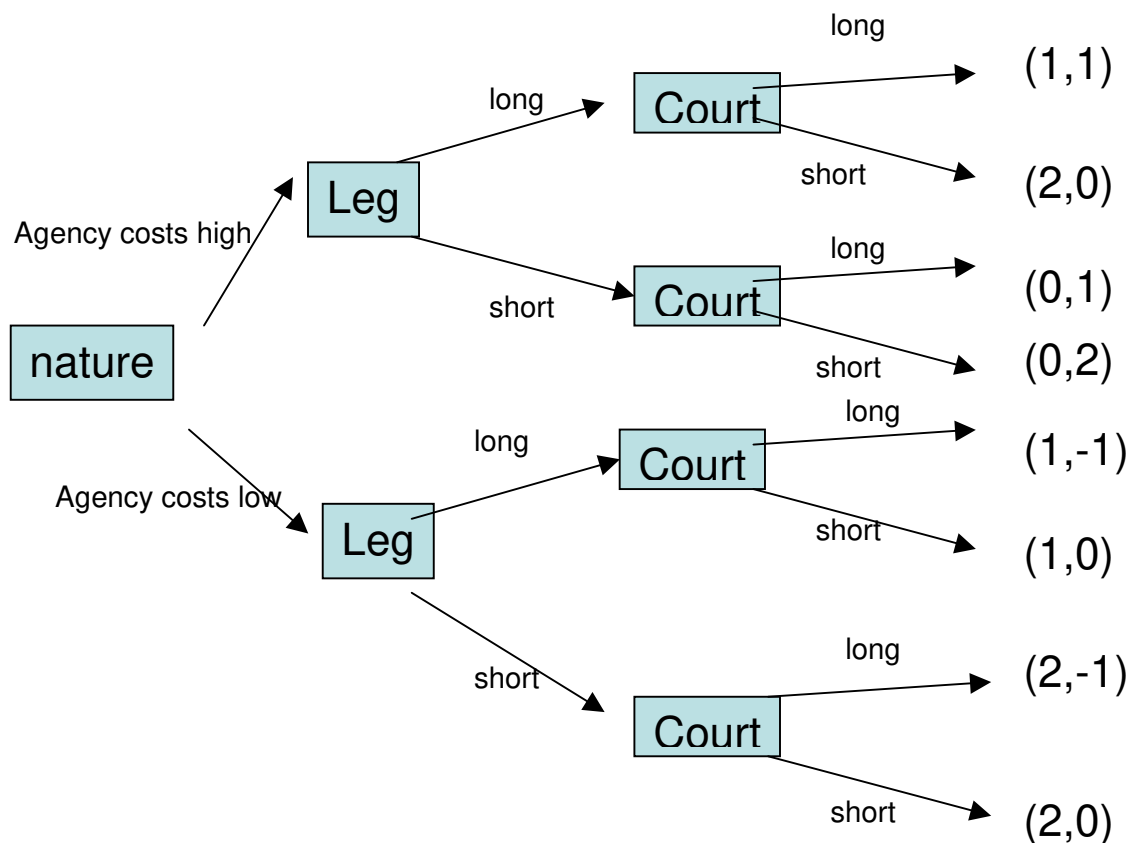 long
(1,1)
long
Court
short
(2,0)
Leg
Agency costs high
long
(0,1)
short
Court
nature
short
(0,2)
long
long
(1,-1)
Court
Agency costs low
short
(1,0)
Leg
long
(2,-1)
short
Court
short
(2,0)